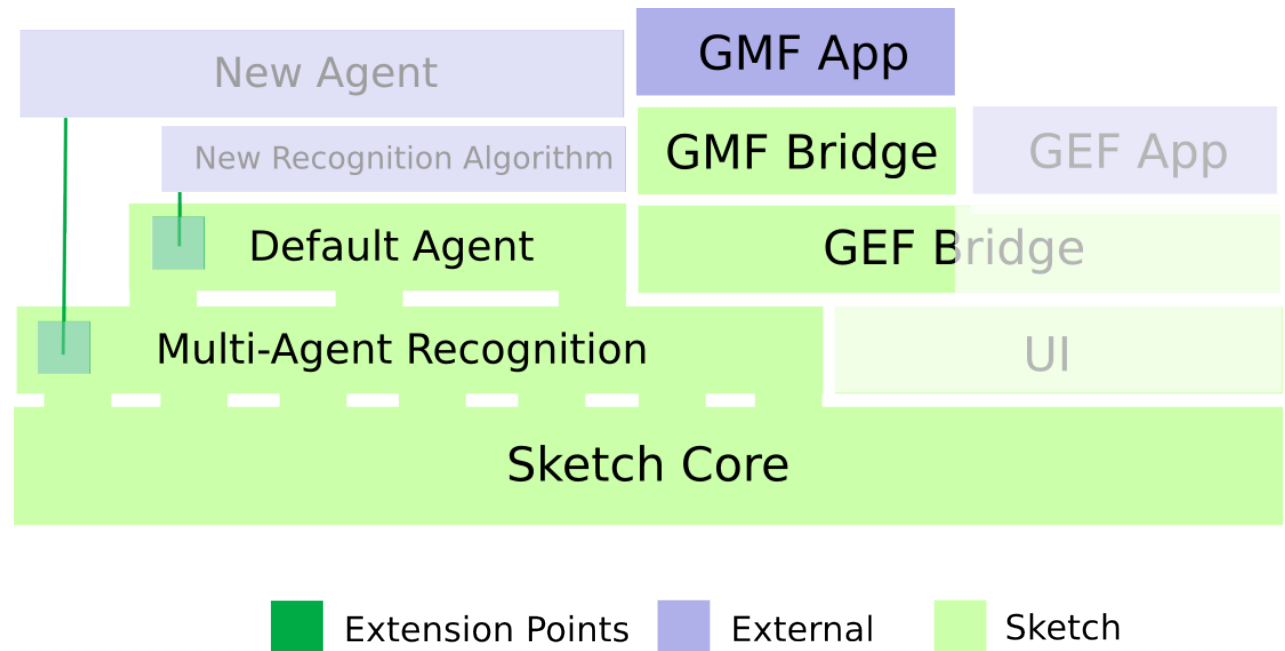 New Agent
GMF App
New Recognition Algorithm
GMF Bridge
GEF App
Default Agent
GEF Bridge
Multi-Agent Recognition
UI
Sketch Core
Extension Points
External
Sketch